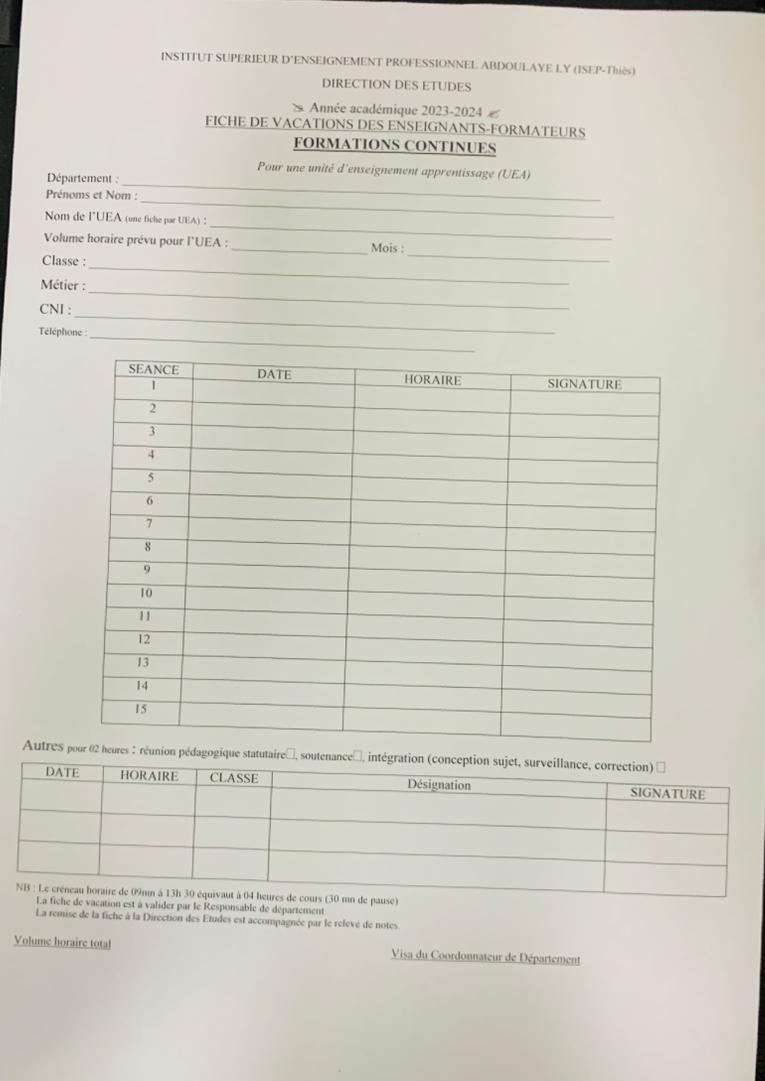 INSTITUT SUPERIEUR D'ENSEIGNEMENT PROFESSIONNEL ABDOULAYE LY (ISEP-Thiès)
DIRECTION DES ETUDES
Année académique 2023-2024
FICHE DE VACATIONS DES ENSEIGNANTS-FORMATEURS
FORMATIONS CONTINUES
Pour une unité d'enseignement apprentissage (UEA)
Département :
Prénoms et Nom :
Nom de l'UEA (une fiche par UEA) :
Volume horaire prévu pour l'UEA : Mois :
Classe :
Métier :
CNI :
Téléphone :
SEANCE DATE HORAIRE SIGNATURE
1
2
3
4
5
6
7
8
9
10
11
12
13
14
15
Autres pour 02 heures : réunion pédagogique statutaire☐, soutenance☐, intégration (conception sujet, surveillance, correction) ☐
DATE HORAIRE CLASSE Désignation SIGNATURE
NB : Le créneau horaire de 09mn à 13h 30 équivaut à 04 heures de cours (30 mn de pause)
La fiche de vacation est à valider par le Responsable de département
La remise de la fiche à la Direction des Etudes est accompagnée par le relevé de notes.
Volume horaire total
Visa du Coordonnateur de Département